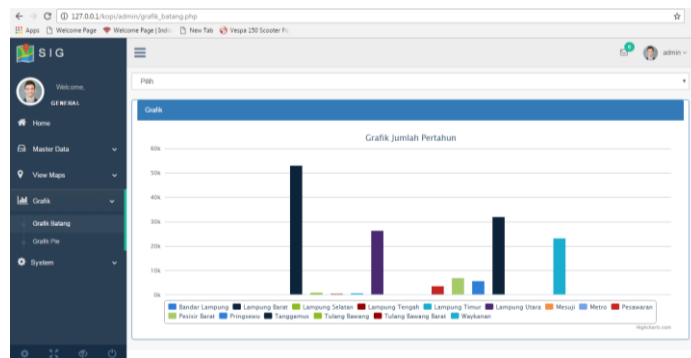 127.0.0.1/kopi/admin/grafik_batang.php
Apps Welcome Page Welcome Page | Indo New Tab Vespa 150 Scooter
S I G
admin
Welcome,
GENERAL
Home
Master Data
View Maps
Grafik
Grafik Batang
Grafik Pie
System
Pilih
Grafik
Grafik Jumlah Pertahun
60k
50k
40k
30k
20k
10k
0k
Bandar Lampung Lampung Barat Lampung Selatan Lampung Tengah Lampung Timur Lampung Utara Mesuji Metro Pesawaran
Pesisir Barat Pringsewu Tanggamus Tulang Bawang Tulang Bawang Barat Waykanan
Highcharts.com